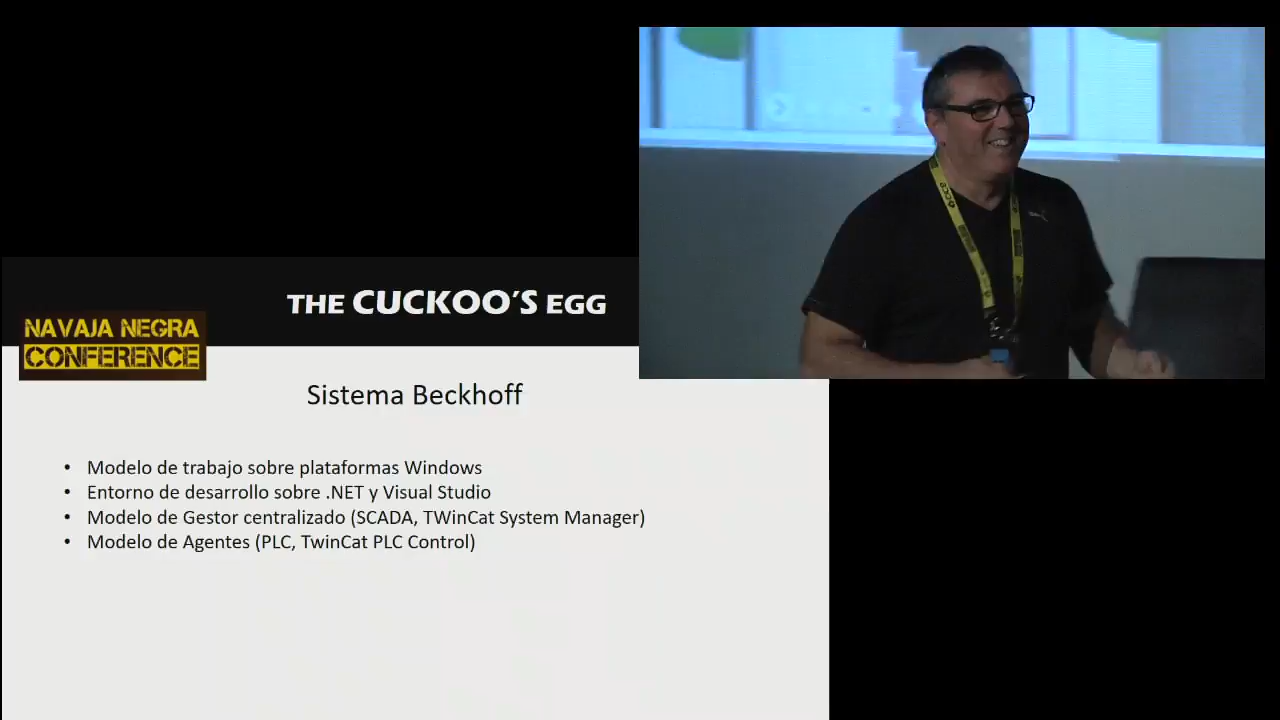 THE CUCKOO'S EGG
NAVAJA NEGRA
CONFERENCE
Sistema Beckhoff
• Modelo de trabajo sobre plataformas Windows
• Entorno de desarrollo sobre .NET y Visual Studio
• Modelo de Gestor centralizado (SCADA, TWinCat System Manager)
• Modelo de Agentes (PLC, TwinCat PLC Control)